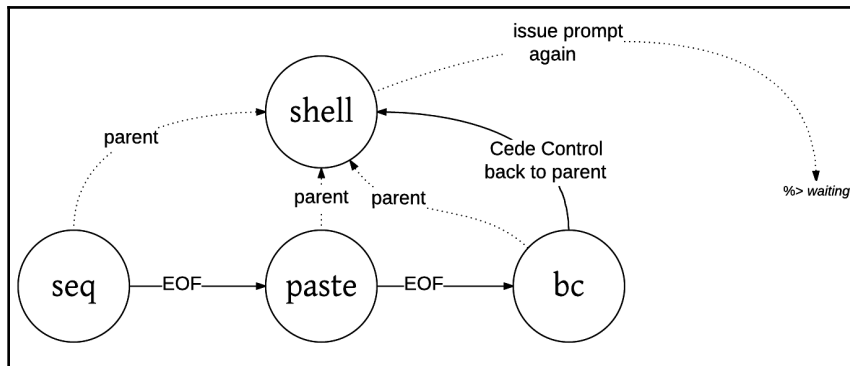 issue prompt
again
shell
parent
Cede Control
back to parent
parent
parent
%> waiting
seq
EOF
paste
EOF
bc